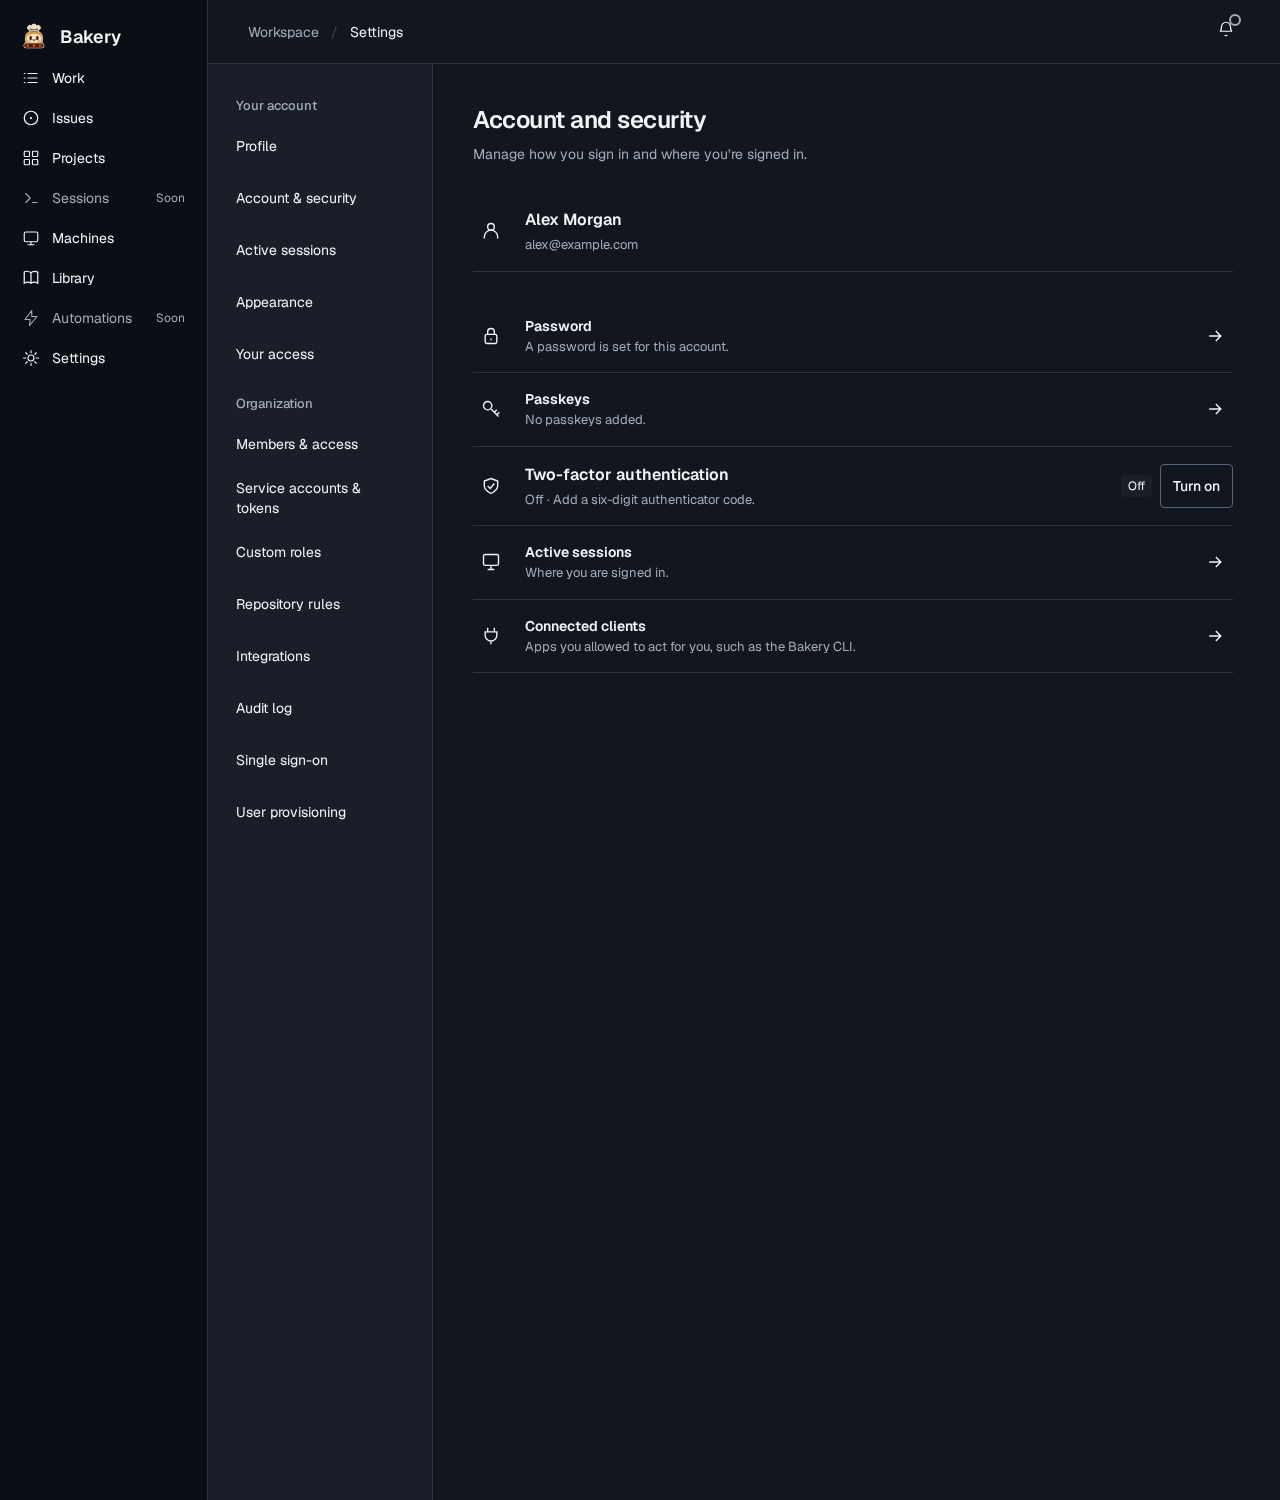 Bakery
Work
Issues
Projects
Sessions Soon
Machines
Library
Automations Soon
Settings
Workspace / Settings
Your account
Profile
Account & security
Active sessions
Appearance
Your access
Organization
Members & access
Service accounts &
tokens
Custom roles
Repository rules
Integrations
Audit log
Single sign-on
User provisioning
Account and security
Manage how you sign in and where you're signed in.
Alex Morgan
alex@example.com
Password
A password is set for this account.
Passkeys
No passkeys added.
Two-factor authentication
Off · Add a six-digit authenticator code.
Off Turn on
Active sessions
Where you are signed in.
Connected clients
Apps you allowed to act for you, such as the Bakery CLI.